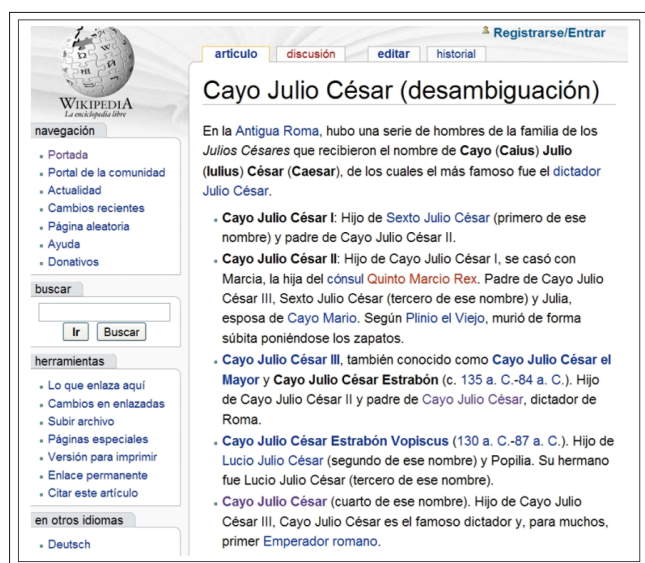 Registrarse/Entrar
artículo discusión editar historial
WIKIPEDIA
La enciclopedia libre
navegación
Portada
Portal de la comunidad
Actualidad
Cambios recientes
Página aleatoria
Ayuda
Donativos
buscar
Ir Buscar
herramientas
Lo que enlaza aquí
Cambios en enlazadas
Subir archivo
Páginas especiales
Versión para imprimir
Enlace permanente
Citar este artículo
en otros idiomas
Deutsch
Cayo Julio César (desambiguación)
En la Antigua Roma, hubo una serie de hombres de la familia de los
Julios Césares que recibieron el nombre de Cayo (Caius) Julio
(Iulius) César (Caesar), de los cuales el más famoso fue el dictador
Julio César.
Cayo Julio César I: Hijo de Sexto Julio César (primero de ese
nombre) y padre de Cayo Julio César II.
Cayo Julio César II: Hijo de Cayo Julio César I, se casó con
Marcia, la hija del cónsul Quinto Marcio Rex. Padre de Cayo Julio
César III, Sexto Julio César (tercero de ese nombre) y Julia,
esposa de Cayo Mario. Según Plinio el Viejo, murió de forma
súbita poniéndose los zapatos.
Cayo Julio César III, también conocido como Cayo Julio César el
Mayor y Cayo Julio César Estrabón (c. 135 a. C.-84 a. C.). Hijo
de Cayo Julio César II y padre de Cayo Julio César, dictador de
Roma.
Cayo Julio César Estrabón Vopiscus (130 a. C.-87 a. C.). Hijo de
Lucio Julio César (segundo de ese nombre) y Popilia. Su hermano
fue Lucio Julio César (tercero de ese nombre).
Cayo Julio César (cuarto de ese nombre). Hijo de Cayo Julio
César III, Cayo Julio César es el famoso dictador y, para muchos,
primer Emperador romano.